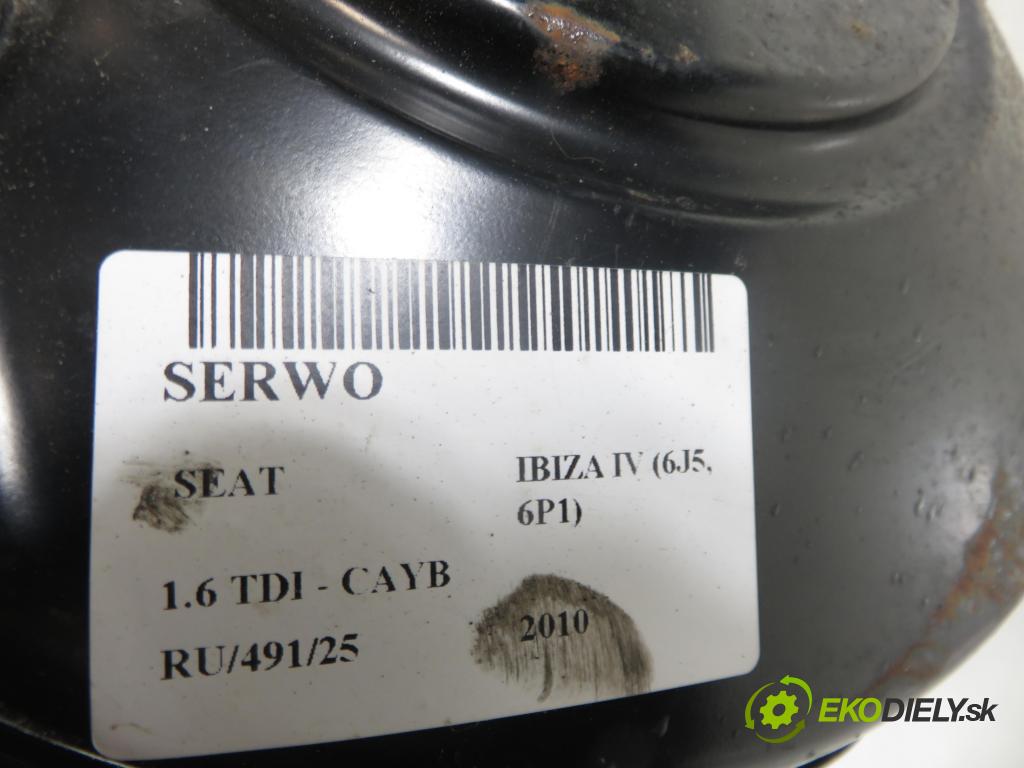 SERWO
SEAT
IBIZA IV (6J5,
6P1)
1.6 TDI - CAYB
RU/491/25
2010
EKODIELY.sk